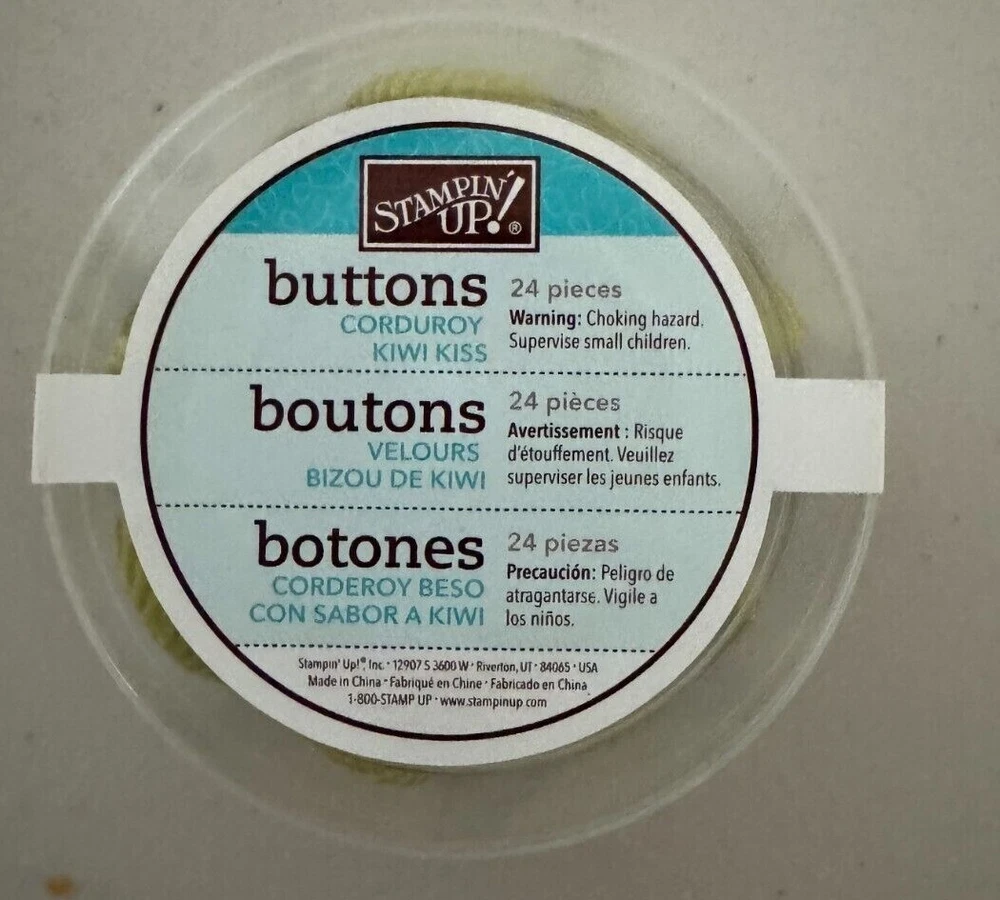 STAMPIN' UP!®
buttons
CORDUROY
KIWI KISS
24 pieces
Warning: Choking hazard.
Supervise small children.
boutons
VELOURS
BIZOU DE KIWI
24 pièces
Avertissement : Risque
d'étouffement. Veuillez
superviser les jeunes enfants.
botones
CORDEROY BESO
CON SABOR A KIWI
24 piezas
Precaución: Peligro de
atragantarse. Vigile a
los niños.
Stampin' Up!®, Inc. · 12907 S 3600 W · Riverton, UT · 84065 · USA
Made in China · Fabriqué en Chine · Fabricado en China
1-800-STAMP UP · www.stampinup.com